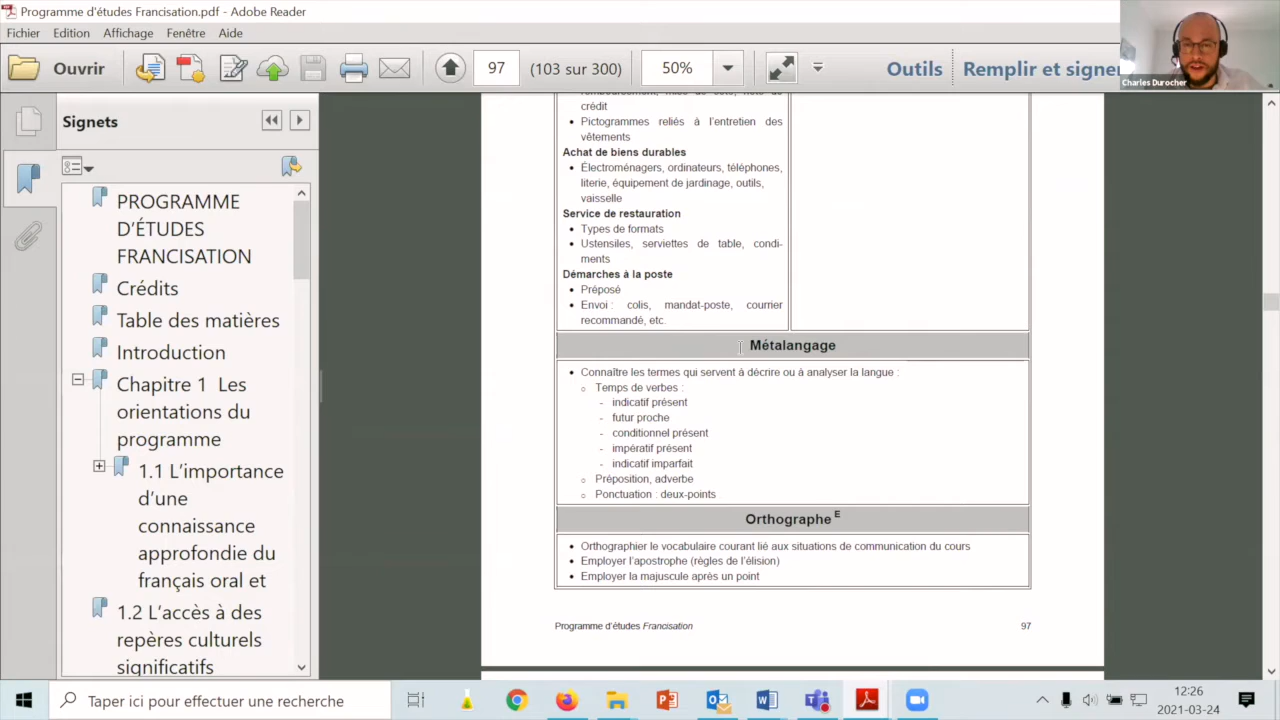 Programme d'études Francisation.pdf - Adobe Reader
Fichier Edition Affichage Fenêtre Aide
Ouvrir 97 (103 sur 300) 50% Outils Remplir et signer
Charles Durocher
Signets
PROGRAMME
D'ÉTUDES
FRANCISATION
Crédits
Table des matières
Introduction
Chapitre 1 Les
orientations du
programme
1.1 L'importance
d'une
connaissance
approfondie du
français oral et
1.2 L'accès à des
repères culturels
significatifs
crédit
• Pictogrammes reliés à l'entretien des
vêtements
Achat de biens durables
• Électroménagers, ordinateurs, téléphones,
literie, équipement de jardinage, outils,
vaisselle
Service de restauration
• Types de formats
• Ustensiles, serviettes de table, condi-
ments
Démarches à la poste
• Préposé
• Envoi : colis, mandat-poste, courrier
recommandé, etc.
Métalangage
• Connaître les termes qui servent à décrire ou à analyser la langue :
o Temps de verbes :
- indicatif présent
- futur proche
- conditionnel présent
- impératif présent
- indicatif imparfait
o Préposition, adverbe
o Ponctuation : deux-points
Orthographe E
• Orthographier le vocabulaire courant lié aux situations de communication du cours
• Employer l'apostrophe (règles de l'élision)
• Employer la majuscule après un point
Programme d'études Francisation 97
Taper ici pour effectuer une recherche
12:26
2021-03-24